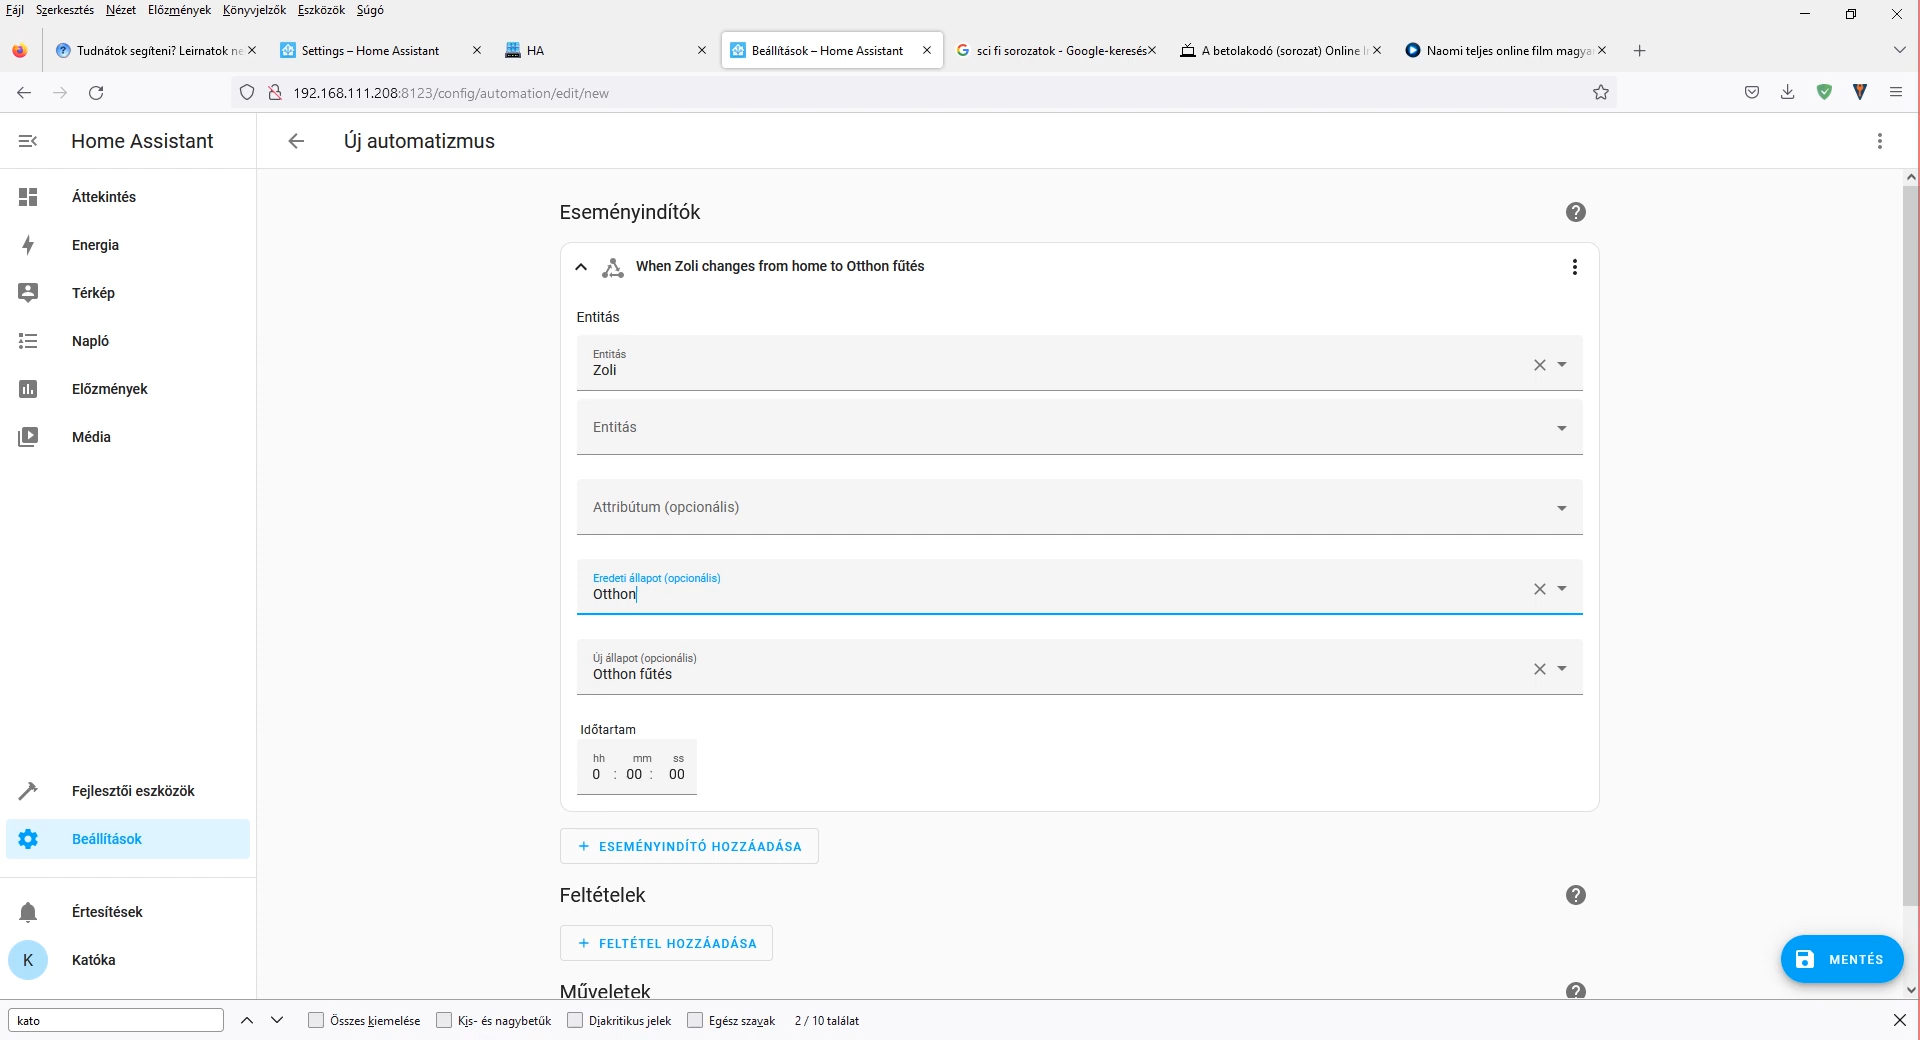 Fájl Szerkesztés Nézet Előzmények Könyvjelzők Eszközök Súgó
Tudnátok segíteni? Leirnatok ne
Settings – Home Assistant
HA
Beállítások – Home Assistant
sci fi sorozatok - Google-keresés
A betolakodó (sorozat) Online I
Naomi teljes online film magya
192.168.111.208:8123/config/automation/edit/new
Home Assistant
Új automatizmus
Áttekintés
Energia
Térkép
Napló
Előzmények
Média
Fejlesztői eszközök
Beállítások
Értesítések
K Katóka
Eseményindítók
When Zoli changes from home to Otthon fűtés
Entitás
Entitás
Zoli
Entitás
Attribútum (opcionális)
Eredeti állapot (opcionális)
Otthon
Új állapot (opcionális)
Otthon fűtés
Időtartam
hh mm ss
0 : 00 : 00
+ ESEMÉNYINDÍTÓ HOZZÁADÁSA
Feltételek
+ FELTÉTEL HOZZÁADÁSA
Műveletek
MENTÉS
kato
Összes kiemelése
Kis- és nagybetűk
Diakritikus jelek
Egész szavak
2 / 10 találat